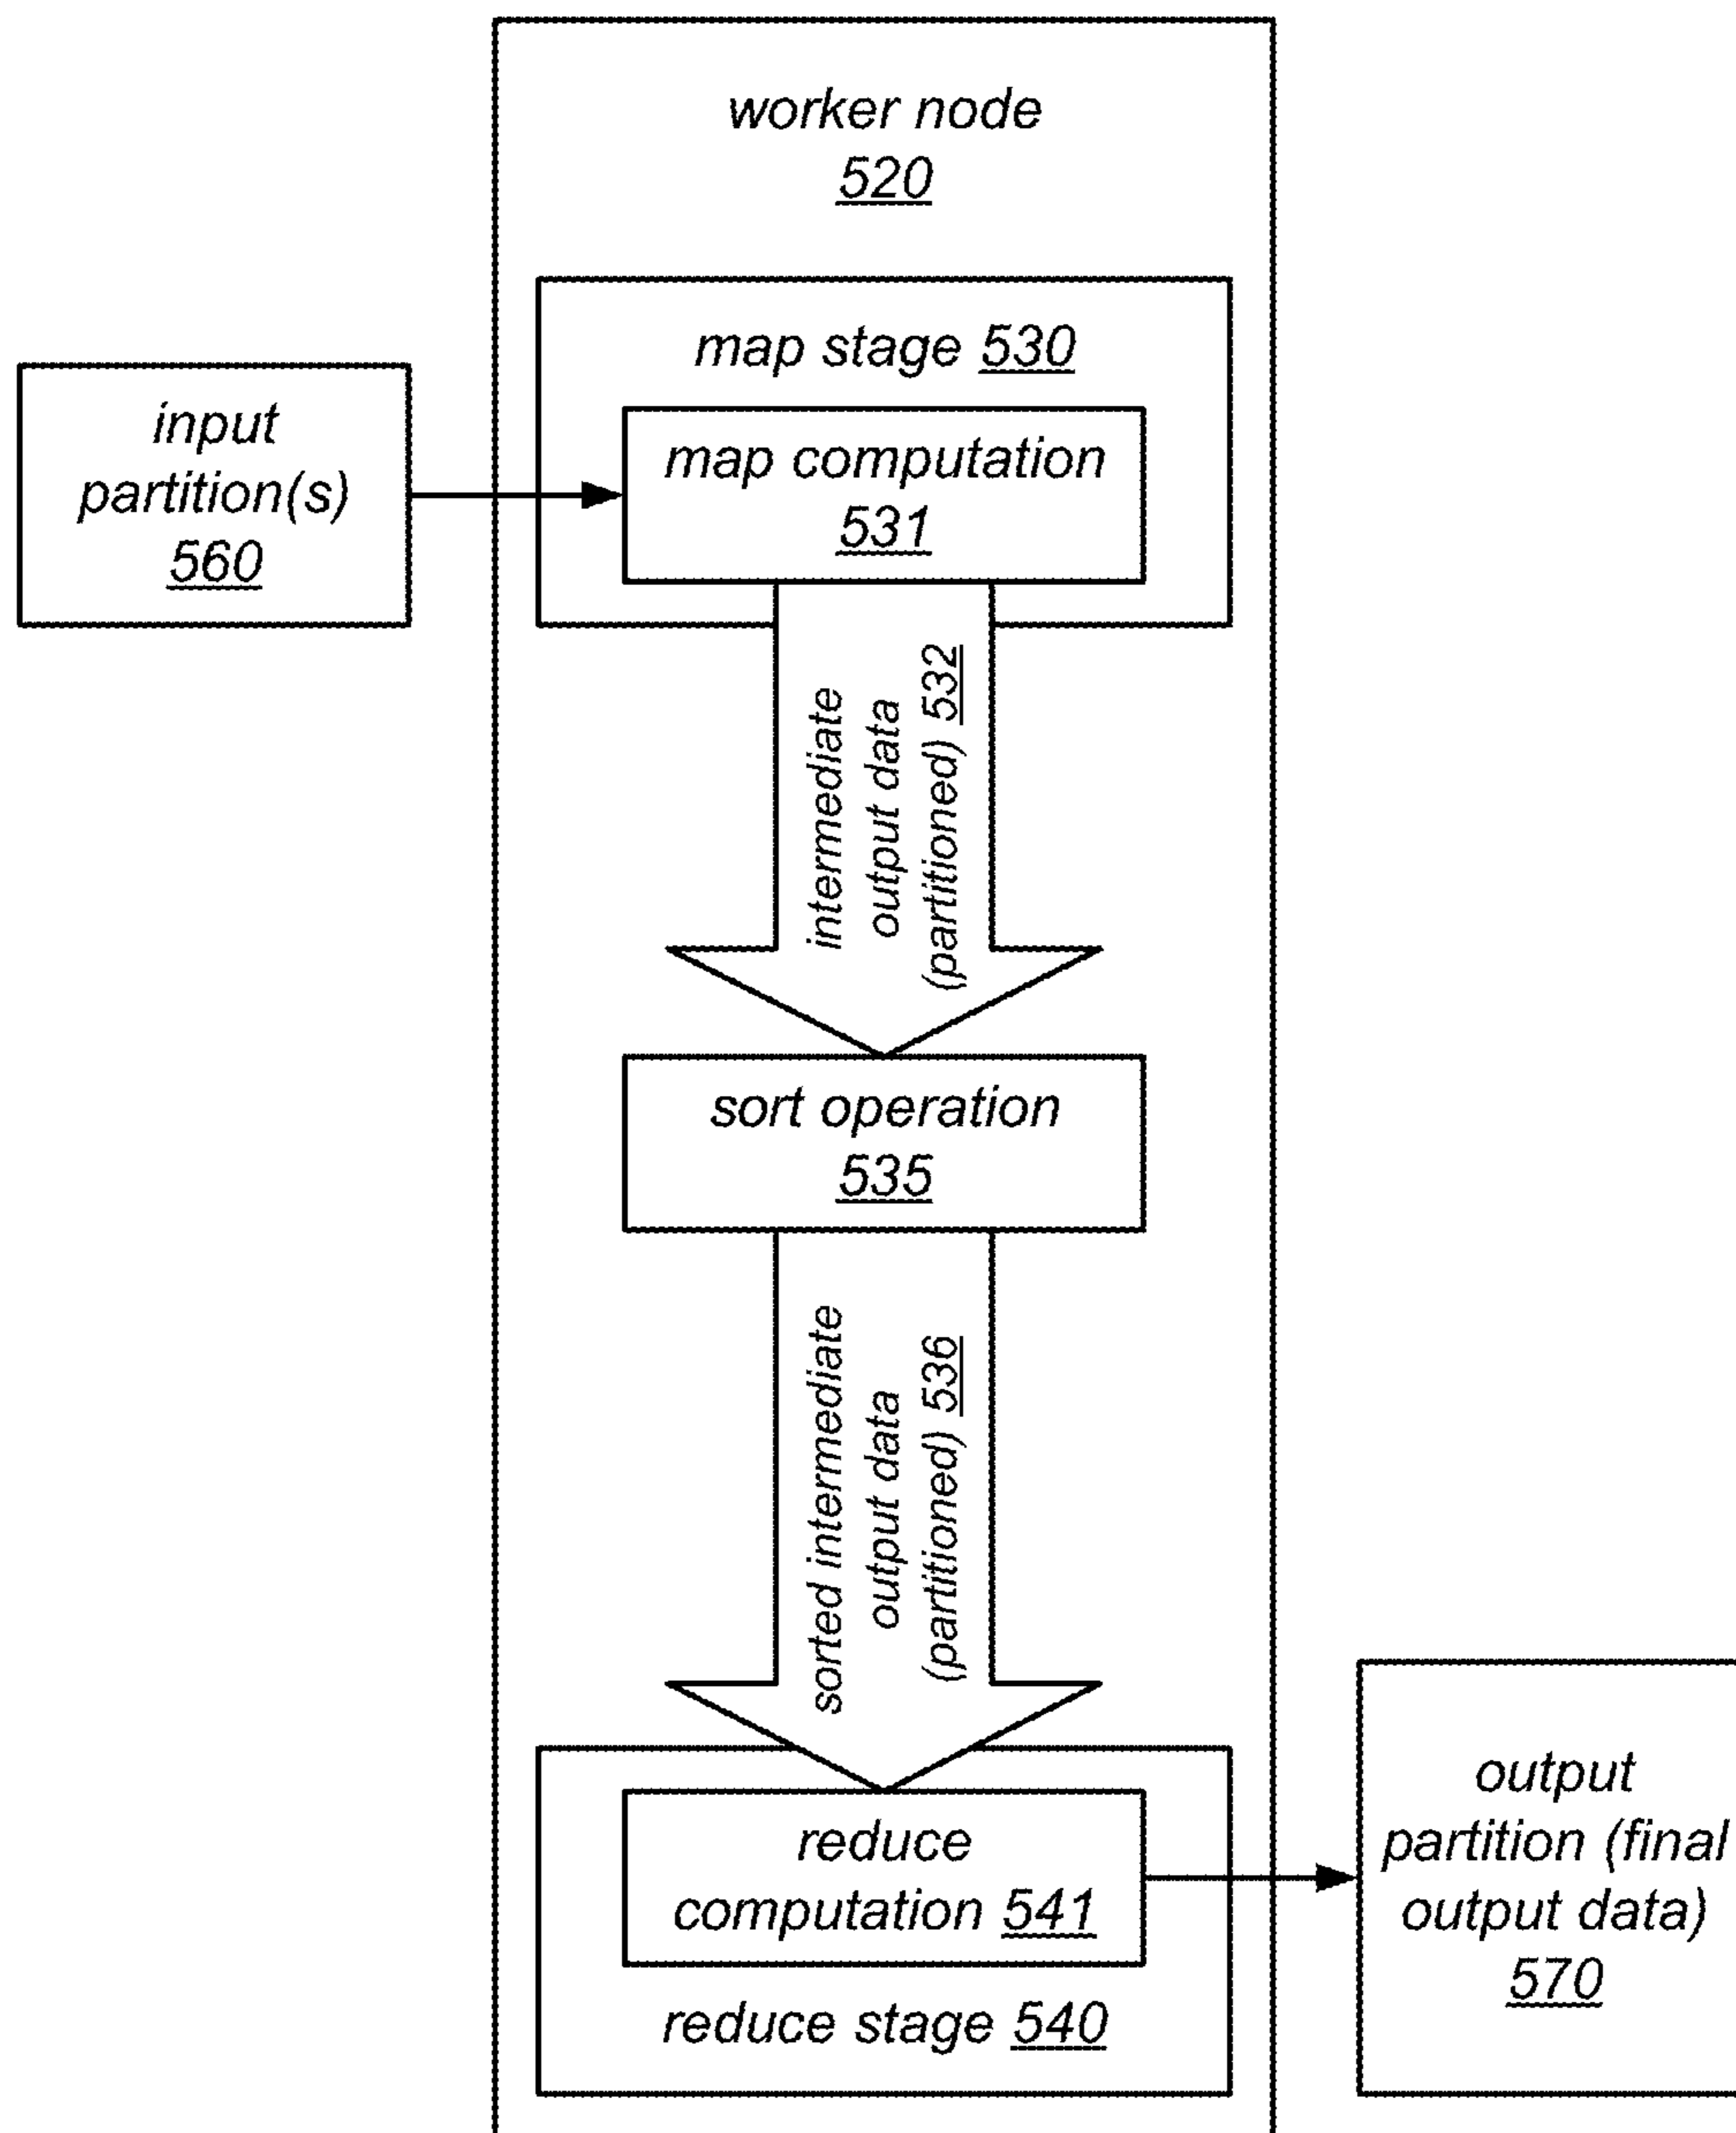 worker node
520
map stage 530
input
partition(s)
560
map computation
531
intermediate
output data
(partitioned) 532
sort operation
535
sorted intermediate
output data
(partitioned) 536
reduce
computation 541
reduce stage 540
output
partition (final
output data)
570